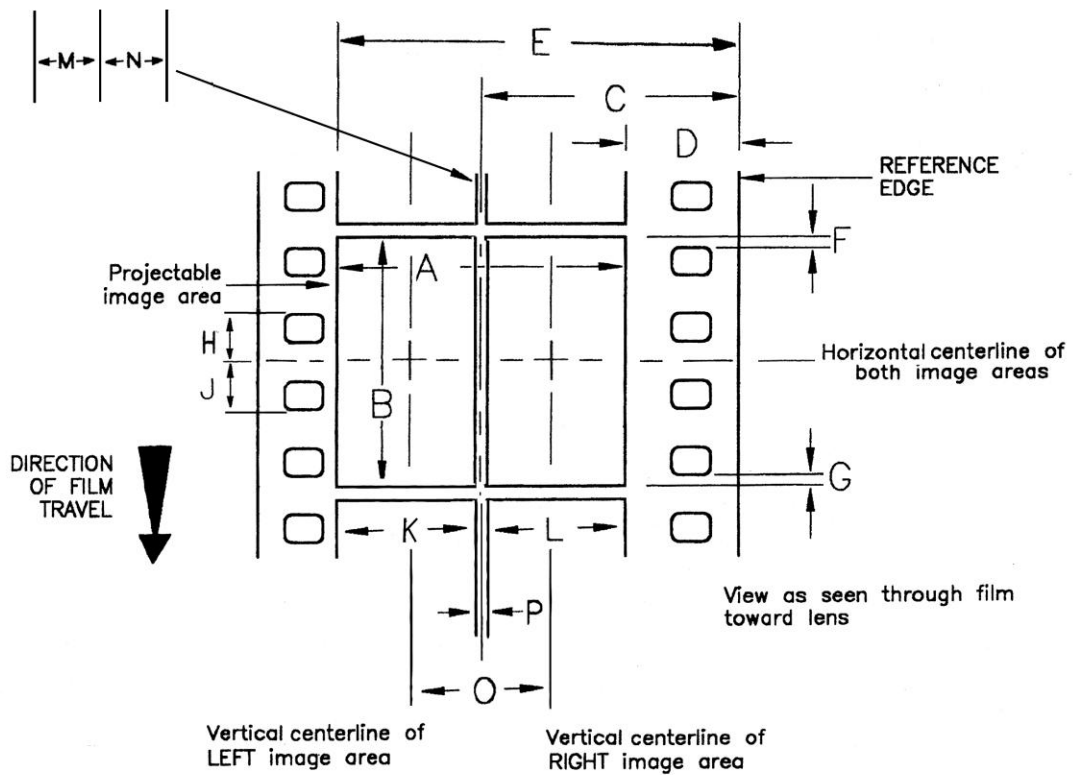 M
N
E
C
D
REFERENCE
EDGE
F
A
Projectable
image area
H
Horizontal centerline of
both image areas
J
B
DIRECTION
OF FILM
TRAVEL
G
K
L
View as seen through film
toward lens
P
O
Vertical centerline of
LEFT image area
Vertical centerline of
RIGHT image area